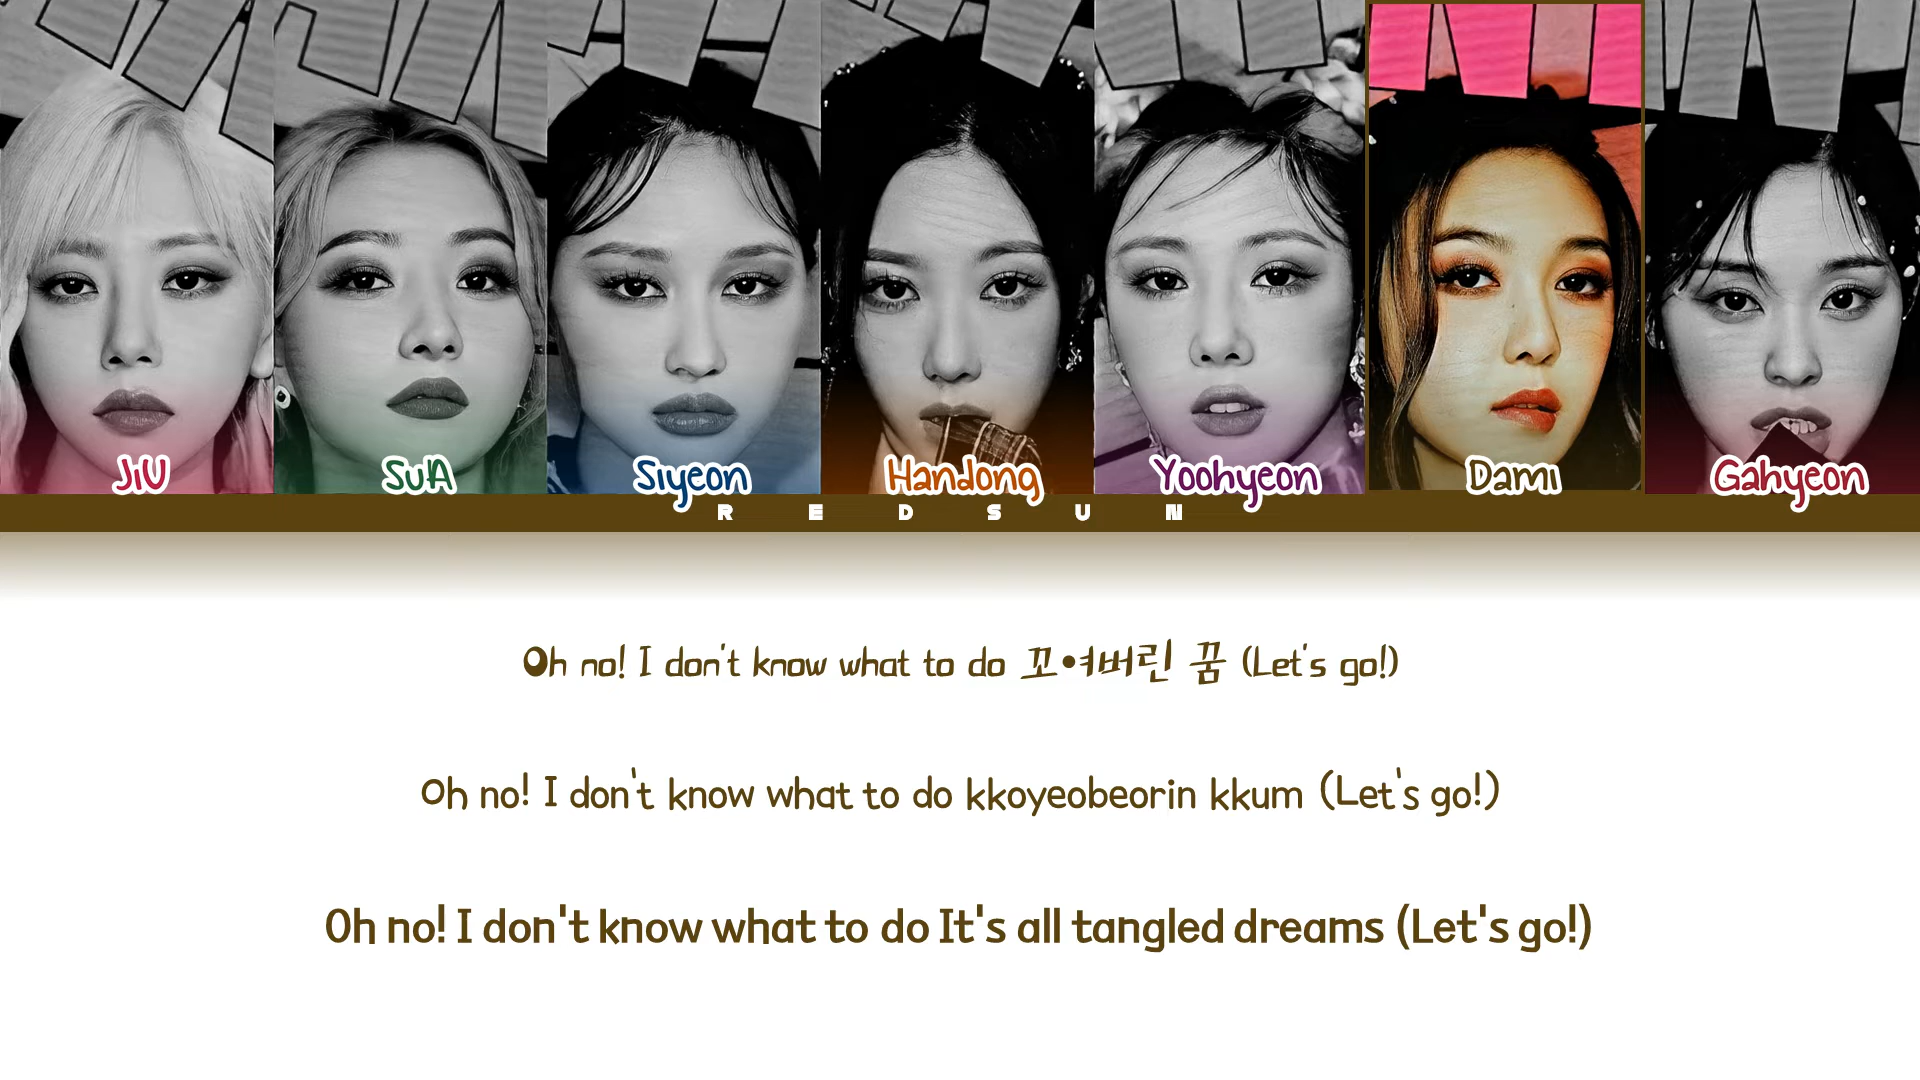 JiU SuA Siyeon Handong Yoohyeon Dami Gahyeon
REDSUN
Oh no! I don't know what to do 꼬여버린 꿈 (Let's go!)
Oh no! I don't know what to do kkoyeobeorin kkum (Let's go!)
Oh no! I don't know what to do It's all tangled dreams (Let's go!)